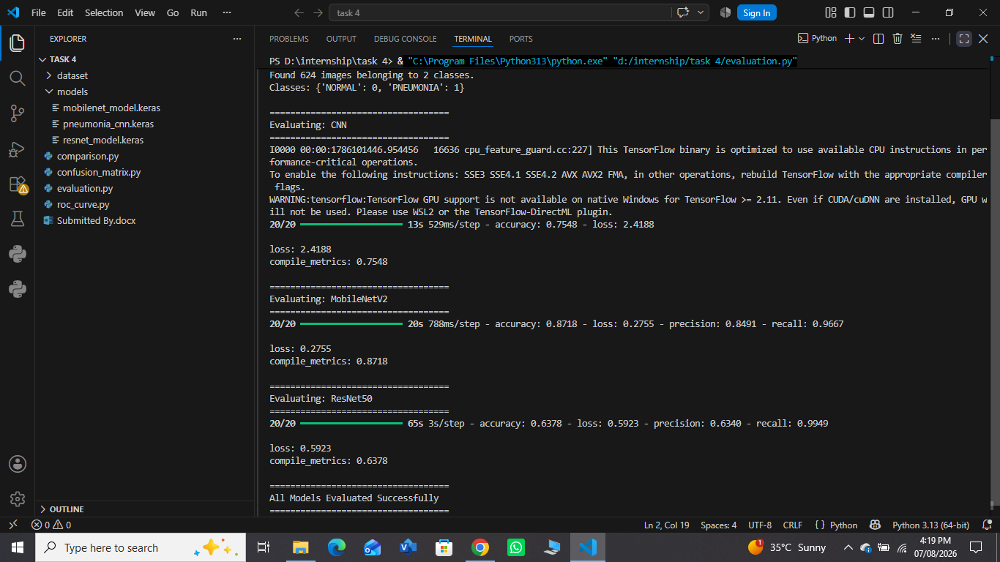 File Edit Selection View Go Run ···
task 4
Sign In
EXPLORER ···
TASK 4
dataset
models
mobilenet_model.keras
pneumonia_cnn.keras
resnet_model.keras
comparison.py
confusion_matrix.py
evaluation.py
roc_curve.py
Submitted By.docx
OUTLINE
PROBLEMS OUTPUT DEBUG CONSOLE TERMINAL PORTS
Python
PS D:\internship\task 4> & "C:\Program Files\Python313\python.exe" "d:/internship/task 4/evaluation.py"
Found 624 images belonging to 2 classes.
Classes: {'NORMAL': 0, 'PNEUMONIA': 1}
===================================
Evaluating: CNN
===================================
I0000 00:00:1786101446.954456   16636 cpu_feature_guard.cc:227] This TensorFlow binary is optimized to use available CPU instructions in per
formance-critical operations.
To enable the following instructions: SSE3 SSE4.1 SSE4.2 AVX AVX2 FMA, in other operations, rebuild TensorFlow with the appropriate compiler
 flags.
WARNING:tensorflow:TensorFlow GPU support is not available on native Windows for TensorFlow >= 2.11. Even if CUDA/cuDNN are installed, GPU w
ill not be used. Please use WSL2 or the TensorFlow-DirectML plugin.
20/20 ━━━━━━━━━━━━━━━━━━━━ 13s 529ms/step - accuracy: 0.7548 - loss: 2.4188
loss: 2.4188
compile_metrics: 0.7548
===================================
Evaluating: MobileNetV2
===================================
20/20 ━━━━━━━━━━━━━━━━━━━━ 20s 788ms/step - accuracy: 0.8718 - loss: 0.2755 - precision: 0.8491 - recall: 0.9667
loss: 0.2755
compile_metrics: 0.8718
===================================
Evaluating: ResNet50
===================================
20/20 ━━━━━━━━━━━━━━━━━━━━ 65s 3s/step - accuracy: 0.6378 - loss: 0.5923 - precision: 0.6340 - recall: 0.9949
loss: 0.5923
compile_metrics: 0.6378
===================================
All Models Evaluated Successfully
===================================
0 0
Ln 2, Col 19 Spaces: 4 UTF-8 CRLF { } Python Python 3.13 (64-bit)
Type here to search
1
35°C Sunny
4:19 PM
07/08/2026